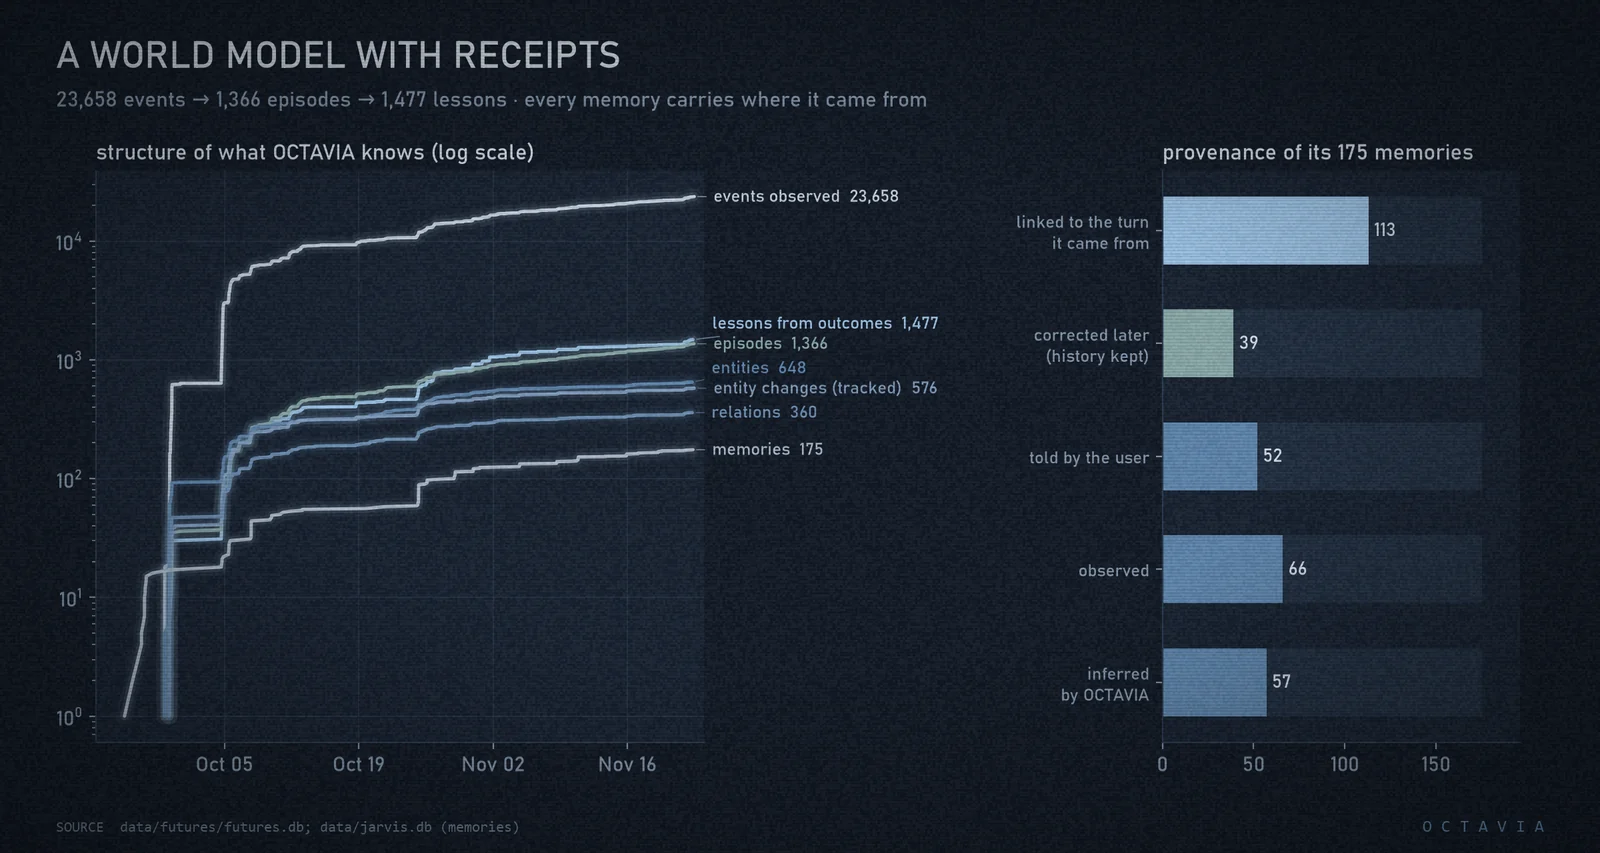 A WORLD MODEL WITH RECEIPTS
23,658 events → 1,366 episodes → 1,477 lessons · every memory carries where it came from
structure of what OCTAVIA knows (log scale)
10⁴
10³
10²
10¹
10⁰
Oct 05
Oct 19
Nov 02
Nov 16
events observed 23,658
lessons from outcomes 1,477
episodes 1,366
entities 648
entity changes (tracked) 576
relations 360
memories 175
provenance of its 175 memories
linked to the turn
it came from
113
corrected later
(history kept)
39
told by the user
52
observed
66
inferred
by OCTAVIA
57
0
50
100
150
SOURCE data/futures/futures.db; data/jarvis.db (memories)
OCTAVIA